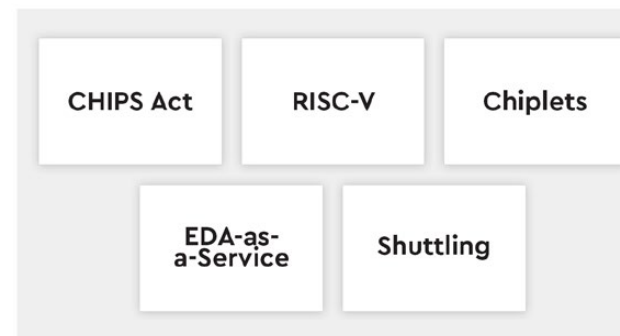 CHIPS Act
RISC-V
Chiplets
EDA-as-
a-Service
Shuttling